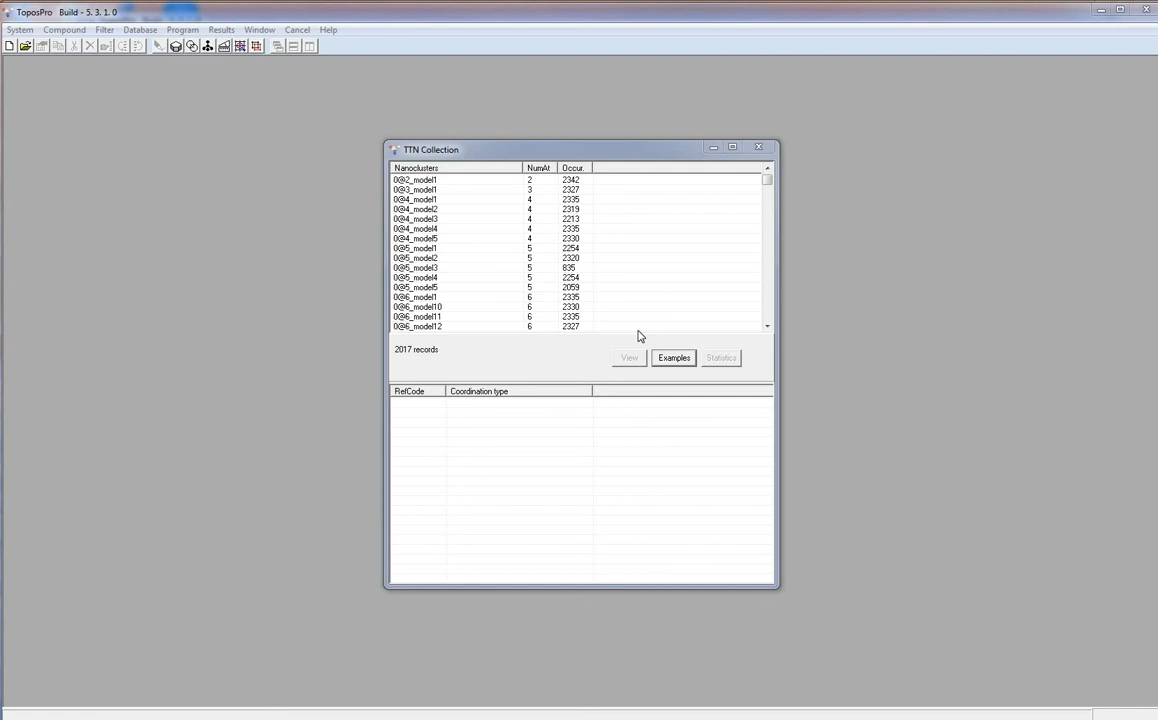 ToposPro Build - 5. 3. 1. 0
System Compound Filter Database Program Results Window Cancel Help
TTN Collection
Nanoclusters NumAt Occur.
0@2_model1 2 2342
0@3_model1 3 2327
0@4_model1 4 2335
0@4_model2 4 2319
0@4_model3 4 2213
0@4_model4 4 2335
0@4_model5 4 2330
0@5_model1 5 2254
0@5_model2 5 2320
0@5_model3 5 835
0@5_model4 5 2254
0@5_model5 5 2059
0@6_model1 6 2335
0@6_model10 6 2330
0@6_model11 6 2335
0@6_model12 6 2327
2017 records
View Examples Statistics
RefCode Coordination type